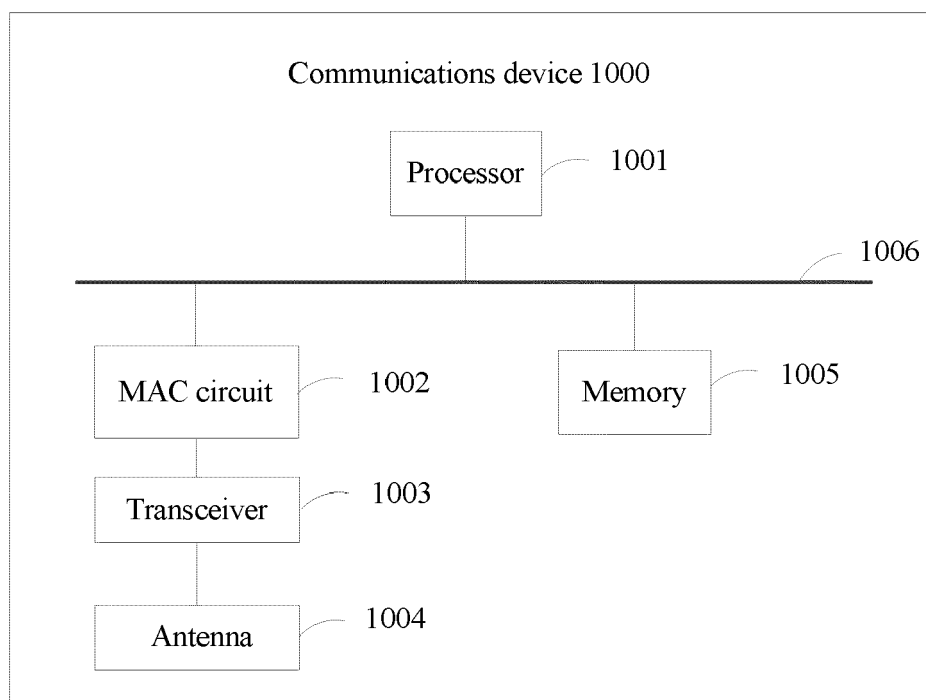 Communications device 1000
Processor
1001
1006
MAC circuit
1002
Memory
1005
Transceiver
1003
Antenna
1004